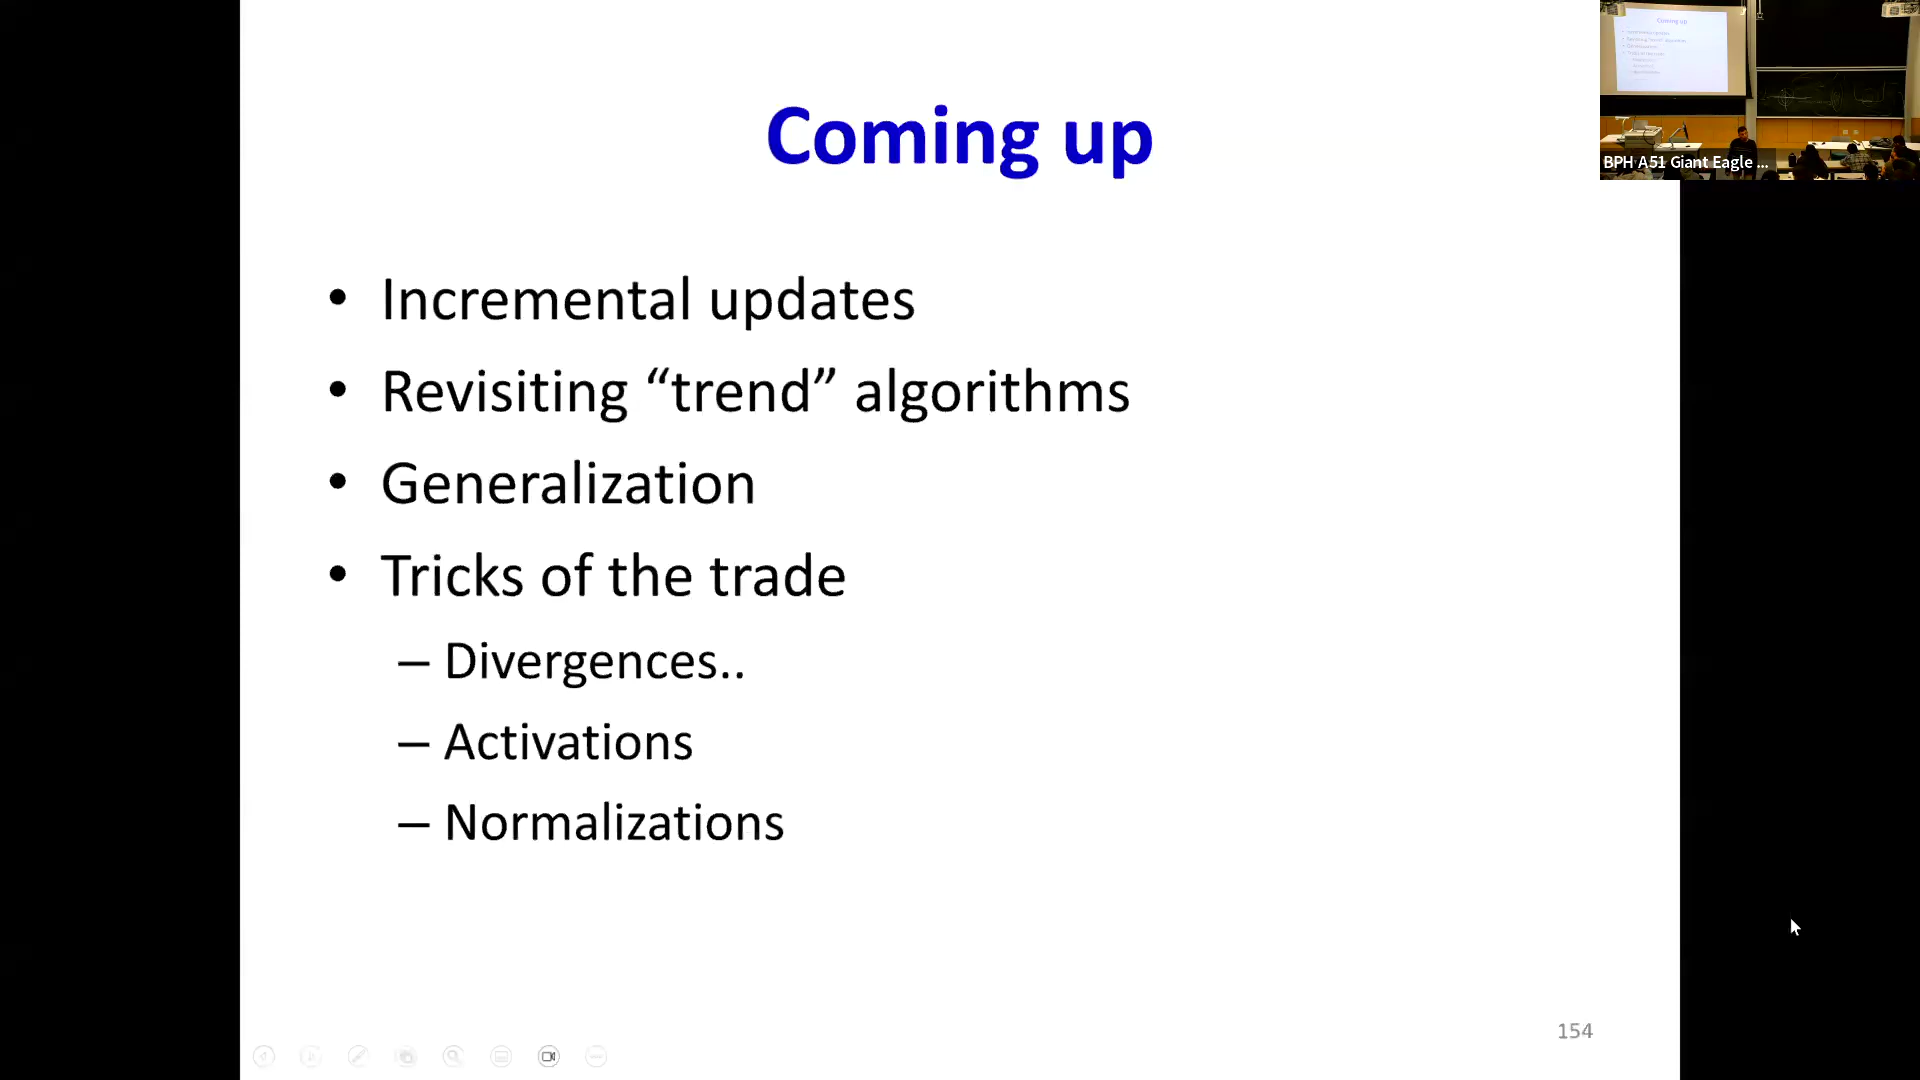 Coming up
• Incremental updates
• Revisiting “trend” algorithms
• Generalization
• Tricks of the trade
– Divergences..
– Activations
– Normalizations
154
BPH A51 Giant Eagle ...